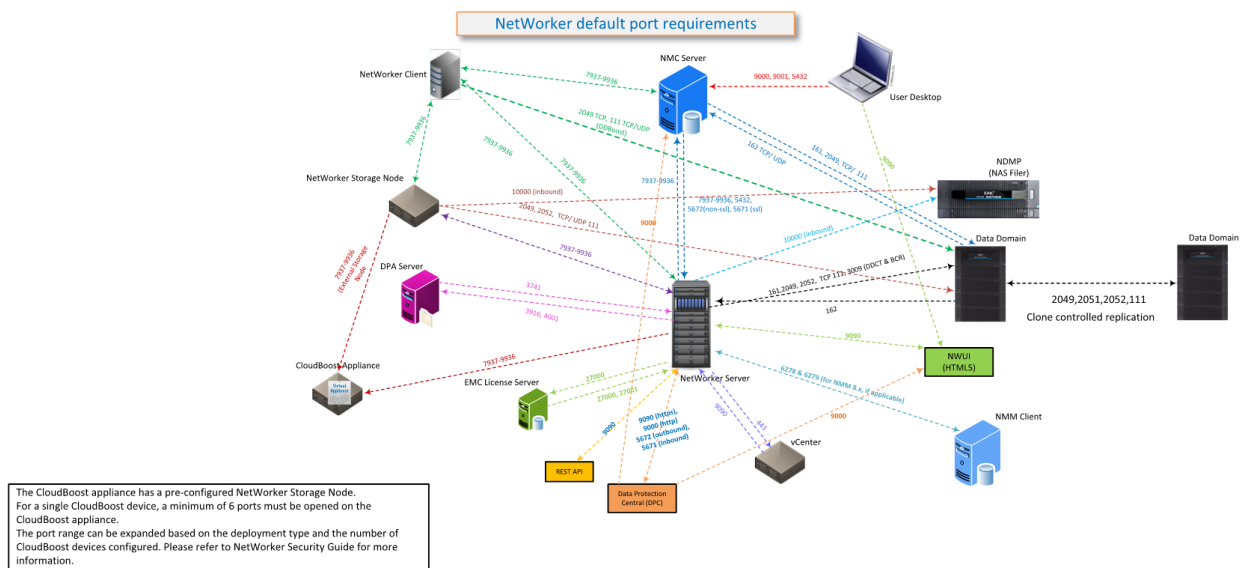 NetWorker default port requirements
NMC Server
NetWorker Client
7937-9936
9000, 9001, 5432
User Desktop
2049 TCP, 111 TCP/UDP
(DDBoost)
7937-9936
7937-9936
7937-9936
161, 2049, TCP/ 111
162 TCP/ UDP
9090
NDMP
(NAS Filer)
NetWorker Storage Node
10000 (inbound)
7937-9936
7937-9936, 5432,
5672(non-ssl), 5671 (ssl)
2049, 2052, TCP/ UDP 111
9000
10000 (inbound)
Data Domain
Data Domain
7937-9936
7937-9936
(External Storage
Node
DPA Server
3741
3916, 4001
161,2049, 2052, TCP 111, 3009 (DDCT & BCR)
162
2049,2051,2052,111
Clone controlled replication
9090
NWUI
(HTML5)
7937-9936
CloudBoost Appliance
Virtual
Appliance
EMC License Server
27000
27000, 27001
NetWorker Server
6278 & 6279 (for NMM 8.x, if applicable)
9090
9090 (https),
9000 (http)
5672 (outbound),
5671 (inbound)
443
9090
9000
NMM Client
vCenter
REST API
Data Protection
Central (DPC)
The CloudBoost appliance has a pre-configured NetWorker Storage Node.
For a single CloudBoost device, a minimum of 6 ports must be opened on the
CloudBoost appliance.
The port range can be expanded based on the deployment type and the number of
CloudBoost devices configured. Please refer to NetWorker Security Guide for more
information.